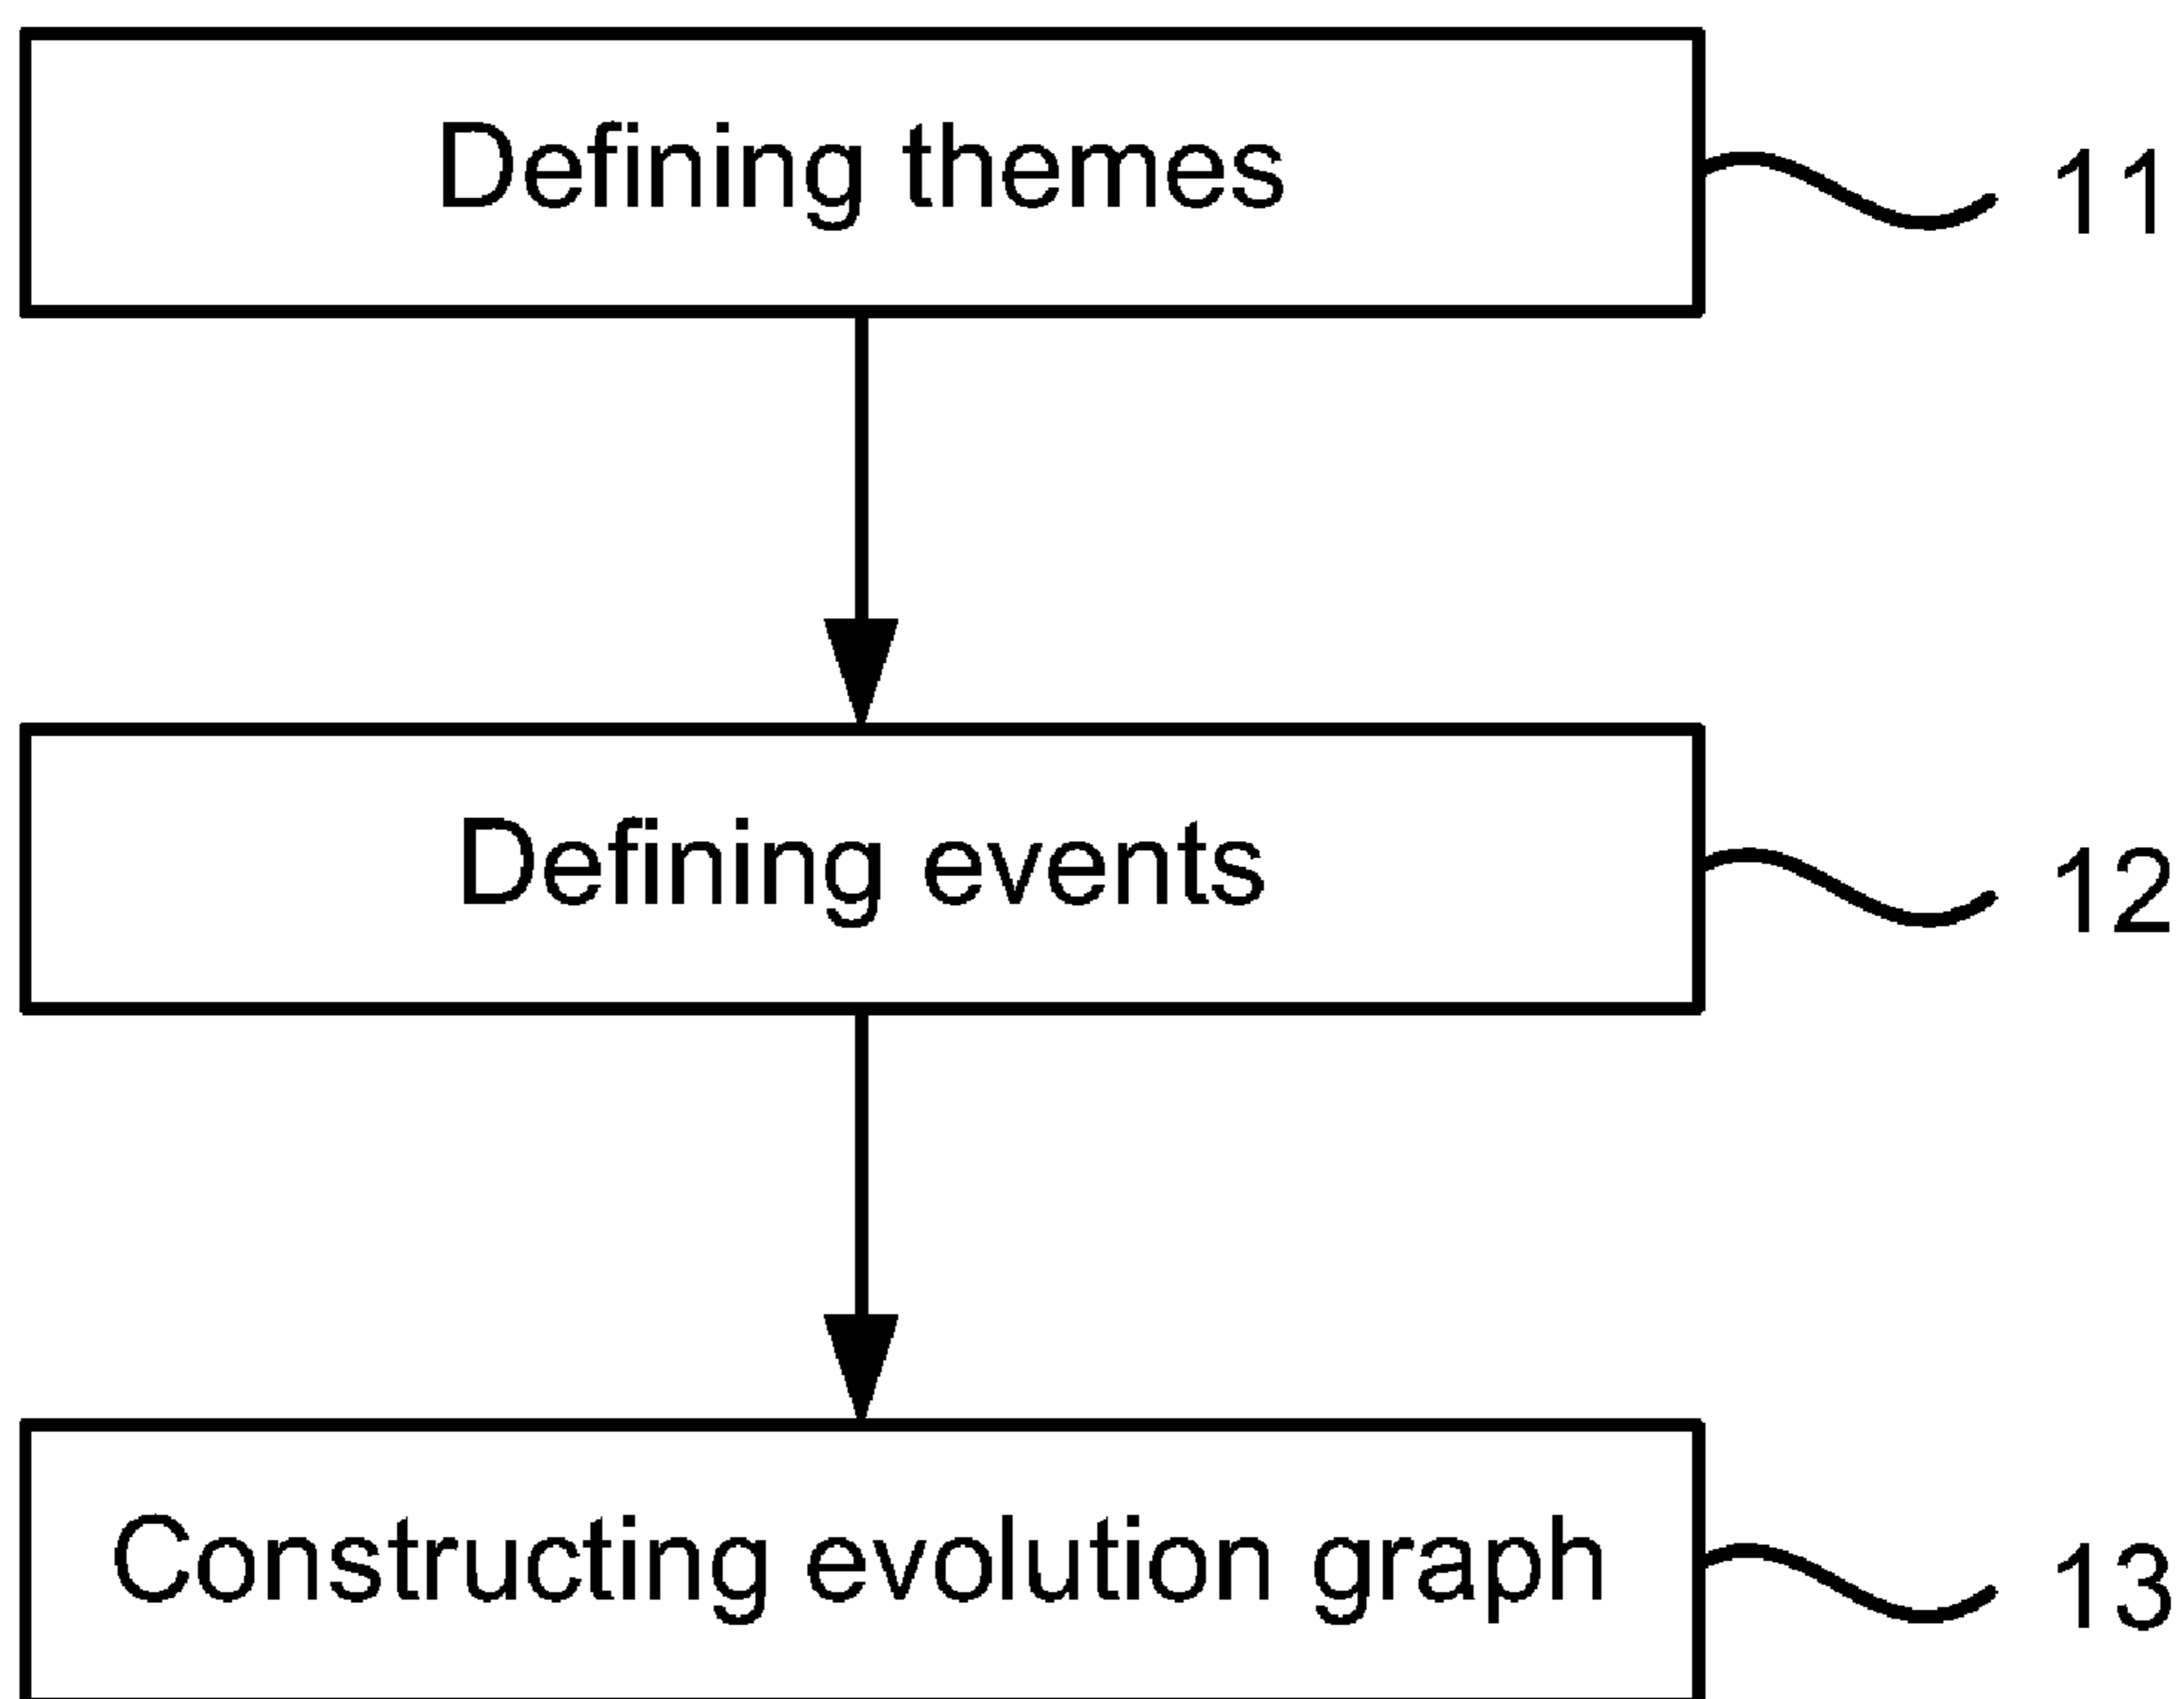 Defining themes
11
Defining events
12
Constructing evolution graph
13